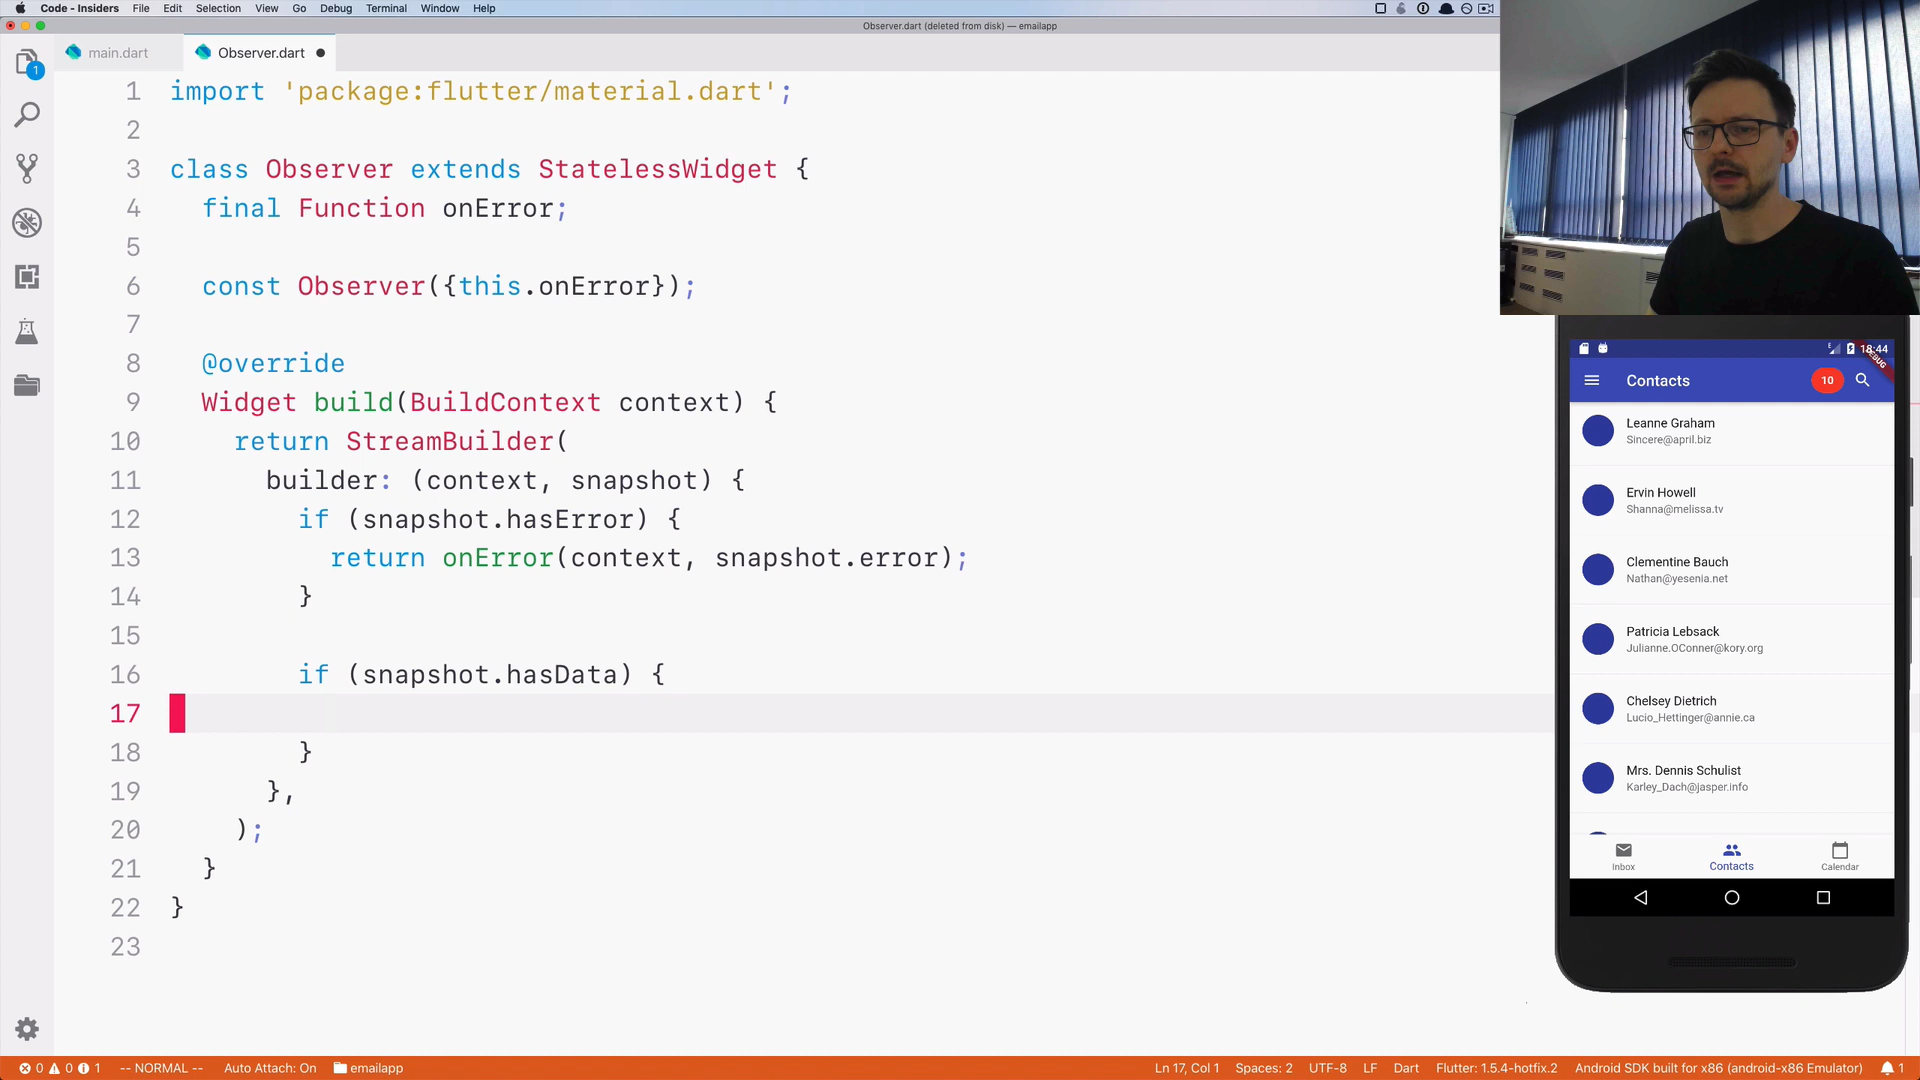 Code - Insiders File Edit Selection View Go Debug Terminal Window Help
Observer.dart (deleted from disk) — emailapp
main.dart Observer.dart
1
1 import 'package:flutter/material.dart';
2
3 class Observer extends StatelessWidget {
4 final Function onError;
5
6 const Observer({this.onError});
7
8 @override
9 Widget build(BuildContext context) {
10 return StreamBuilder(
11 builder: (context, snapshot) {
12 if (snapshot.hasError) {
13 return onError(context, snapshot.error);
14 }
15
16 if (snapshot.hasData) {
17
18 }
19 },
20 );
21 }
22 }
23
18:44
DEBUG
Contacts 10
Leanne Graham
Sincere@april.biz
Ervin Howell
Shanna@melissa.tv
Clementine Bauch
Nathan@yesenia.net
Patricia Lebsack
Julianne.OConner@kory.org
Chelsey Dietrich
Lucio_Hettinger@annie.ca
Mrs. Dennis Schulist
Karley_Dach@jasper.info
Inbox Contacts Calendar
0 0 1 -- NORMAL -- Auto Attach: On emailapp Ln 17, Col 1 Spaces: 2 UTF-8 LF Dart Flutter: 1.5.4-hotfix.2 Android SDK built for x86 (android-x86 Emulator) 1